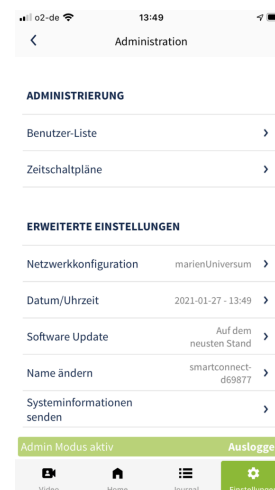 o2-de 13:49
Administration
ADMINISTRIERUNG
Benutzer-Liste
Zeitschaltpläne
ERWEITERTE EINSTELLUNGEN
Netzwerkkonfiguration marienUniversum
Datum/Uhrzeit 2021-01-27 - 13:49
Software Update Auf dem
neusten Stand
Name ändern smartconnect-
d69877
Systeminformationen
senden
Admin Modus aktiv Auslogge
Video Home Journal Einstellungen